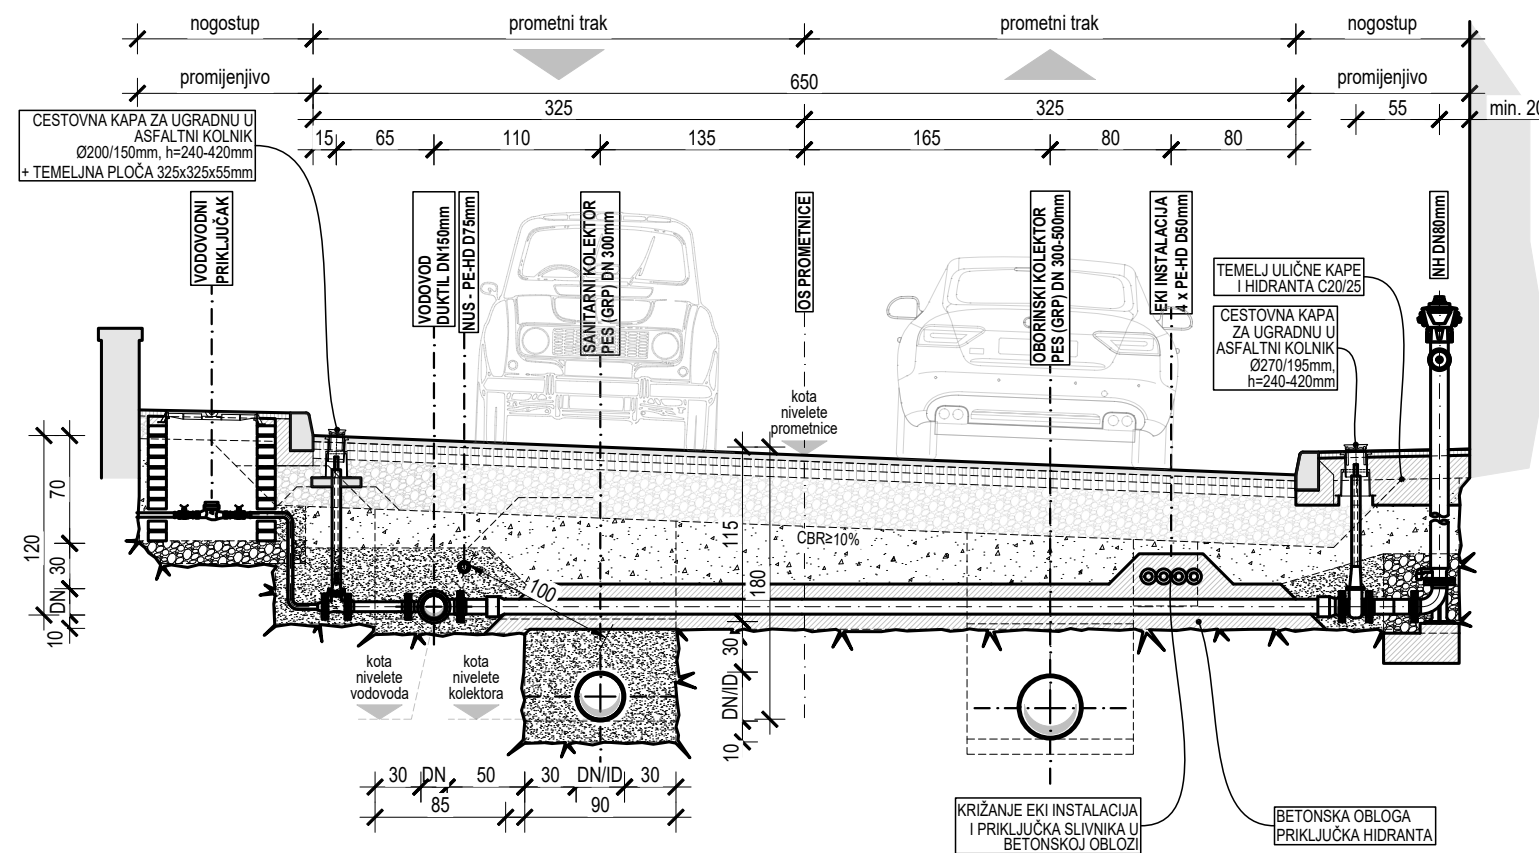 nogostup
prometni trak
prometni trak
nogostup
promijenjivo
650
promijenjivo
325
325
55
min. 20
15
65
110
135
165
80
80
CESTOVNA KAPA ZA UGRADNU U
ASFALTNI KOLNIK
Ø200/150mm, h=240-420mm
+ TEMELJNA PLOČA 325x325x55mm
VODOVODNI
PRIKLJUČAK
VODOVOD
DUKTIL DN150mm
NUS - PE-HD D75mm
SANITARNI KOLEKTOR
PES (GRP) DN 300mm
OS PROMETNICE
OBORINSKI KOLEKTOR
PES (GRP) DN 300-500mm
EKI INSTALACIJA
4 x PE-HD D50mm
NH DN80mm
TEMELJ ULIČNE KAPE
I HIDRANTA C20/25
CESTOVNA KAPA
ZA UGRADNU U
ASFALTNI KOLNIK
Ø270/195mm,
h=240-420mm
kota
nivelete
prometnice
120
70
30
DN
10
100
115
180
CBR≥10%
30
DN/ID
10
kota
nivelete
vodovoda
kota
nivelete
kolektora
30
DN
50
30
DN/ID
30
85
90
KRIŽANJE EKI INSTALACIJA
I PRIKLJUČKA SLIVNIKA U
BETONSKOJ OBLOZI
BETONSKA OBLOGA
PRIKLJUČKA HIDRANTA